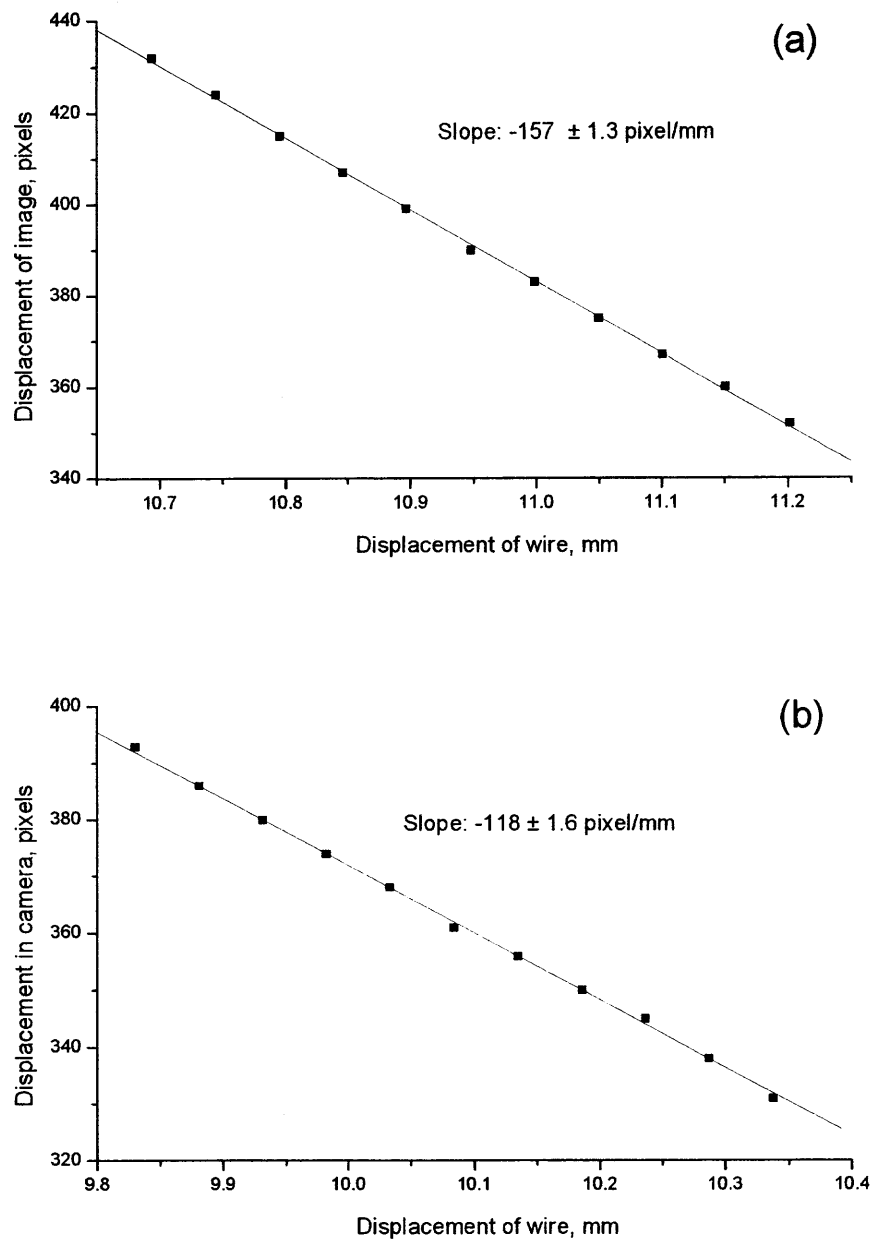 (a)
Slope: -157 ± 1.3 pixel/mm
Displacement of image, pixels
440
420
400
380
360
340
10.7 10.8 10.9 11.0 11.1 11.2
Displacement of wire, mm
(b)
Slope: -118 ± 1.6 pixel/mm
Displacement in camera, pixels
400
380
360
340
320
9.8 9.9 10.0 10.1 10.2 10.3 10.4
Displacement of wire, mm